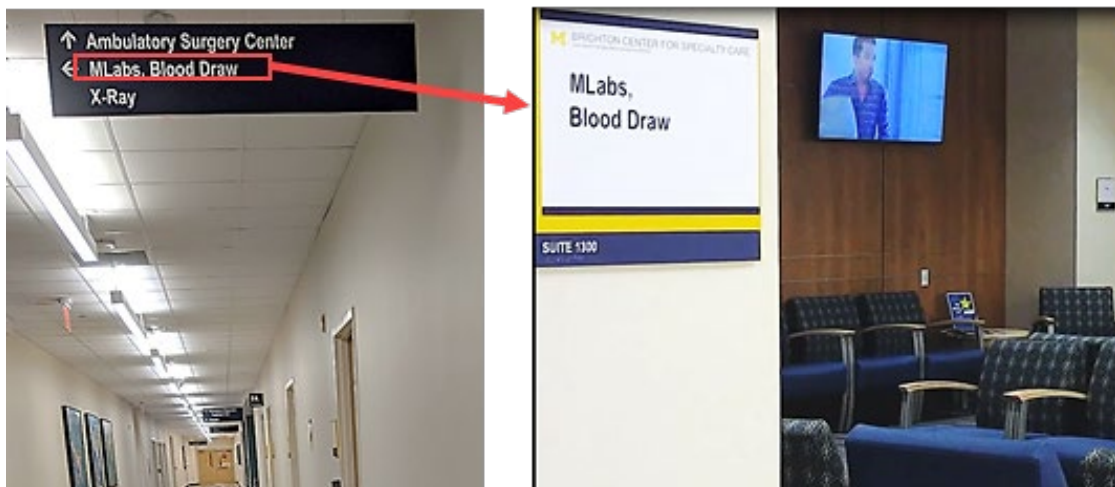 ↑ Ambulatory Surgery Center
← MLabs, Blood Draw
X-Ray
M BRIGHTON CENTER FOR SPECIALTY CARE
MLabs,
Blood Draw
SUITE 1300